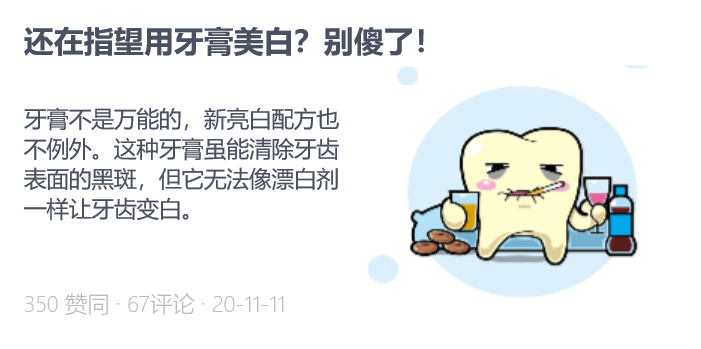 还在指望用牙膏美白？别傻了！
牙膏不是万能的，新亮白配方也
不例外。这种牙膏虽能清除牙齿
表面的黑斑，但它无法像漂白剂
一样让牙齿变白。
350 赞同 · 67评论 · 20-11-11